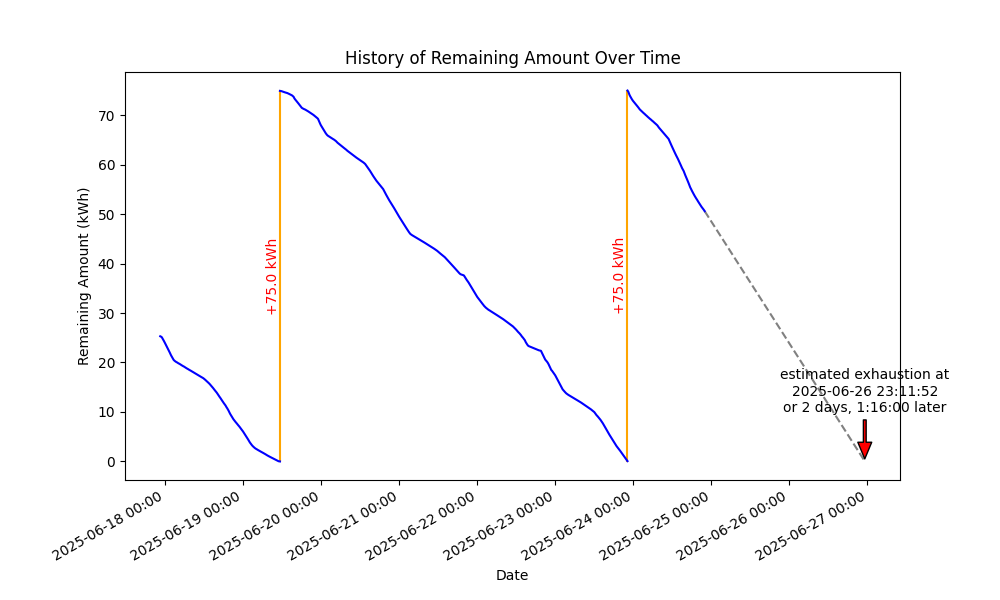 History of Remaining Amount Over Time
Remaining Amount (kWh)
70
60
50
40
30
20
10
0
+75.0 kWh
+75.0 kWh
estimated exhaustion at
2025-06-26 23:11:52
or 2 days, 1:16:00 later
2025-06-18 00:00
2025-06-19 00:00
2025-06-20 00:00
2025-06-21 00:00
2025-06-22 00:00
2025-06-23 00:00
2025-06-24 00:00
2025-06-25 00:00
2025-06-26 00:00
2025-06-27 00:00
Date